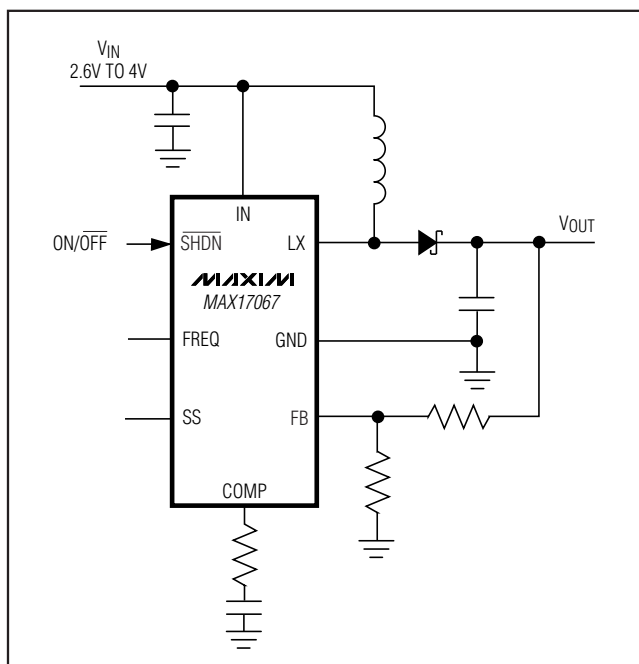 VIN
2.6V TO 4V
IN
ON/OFF
SHDN
LX
VOUT
MAXIM
MAX17067
FREQ
GND
SS
FB
COMP